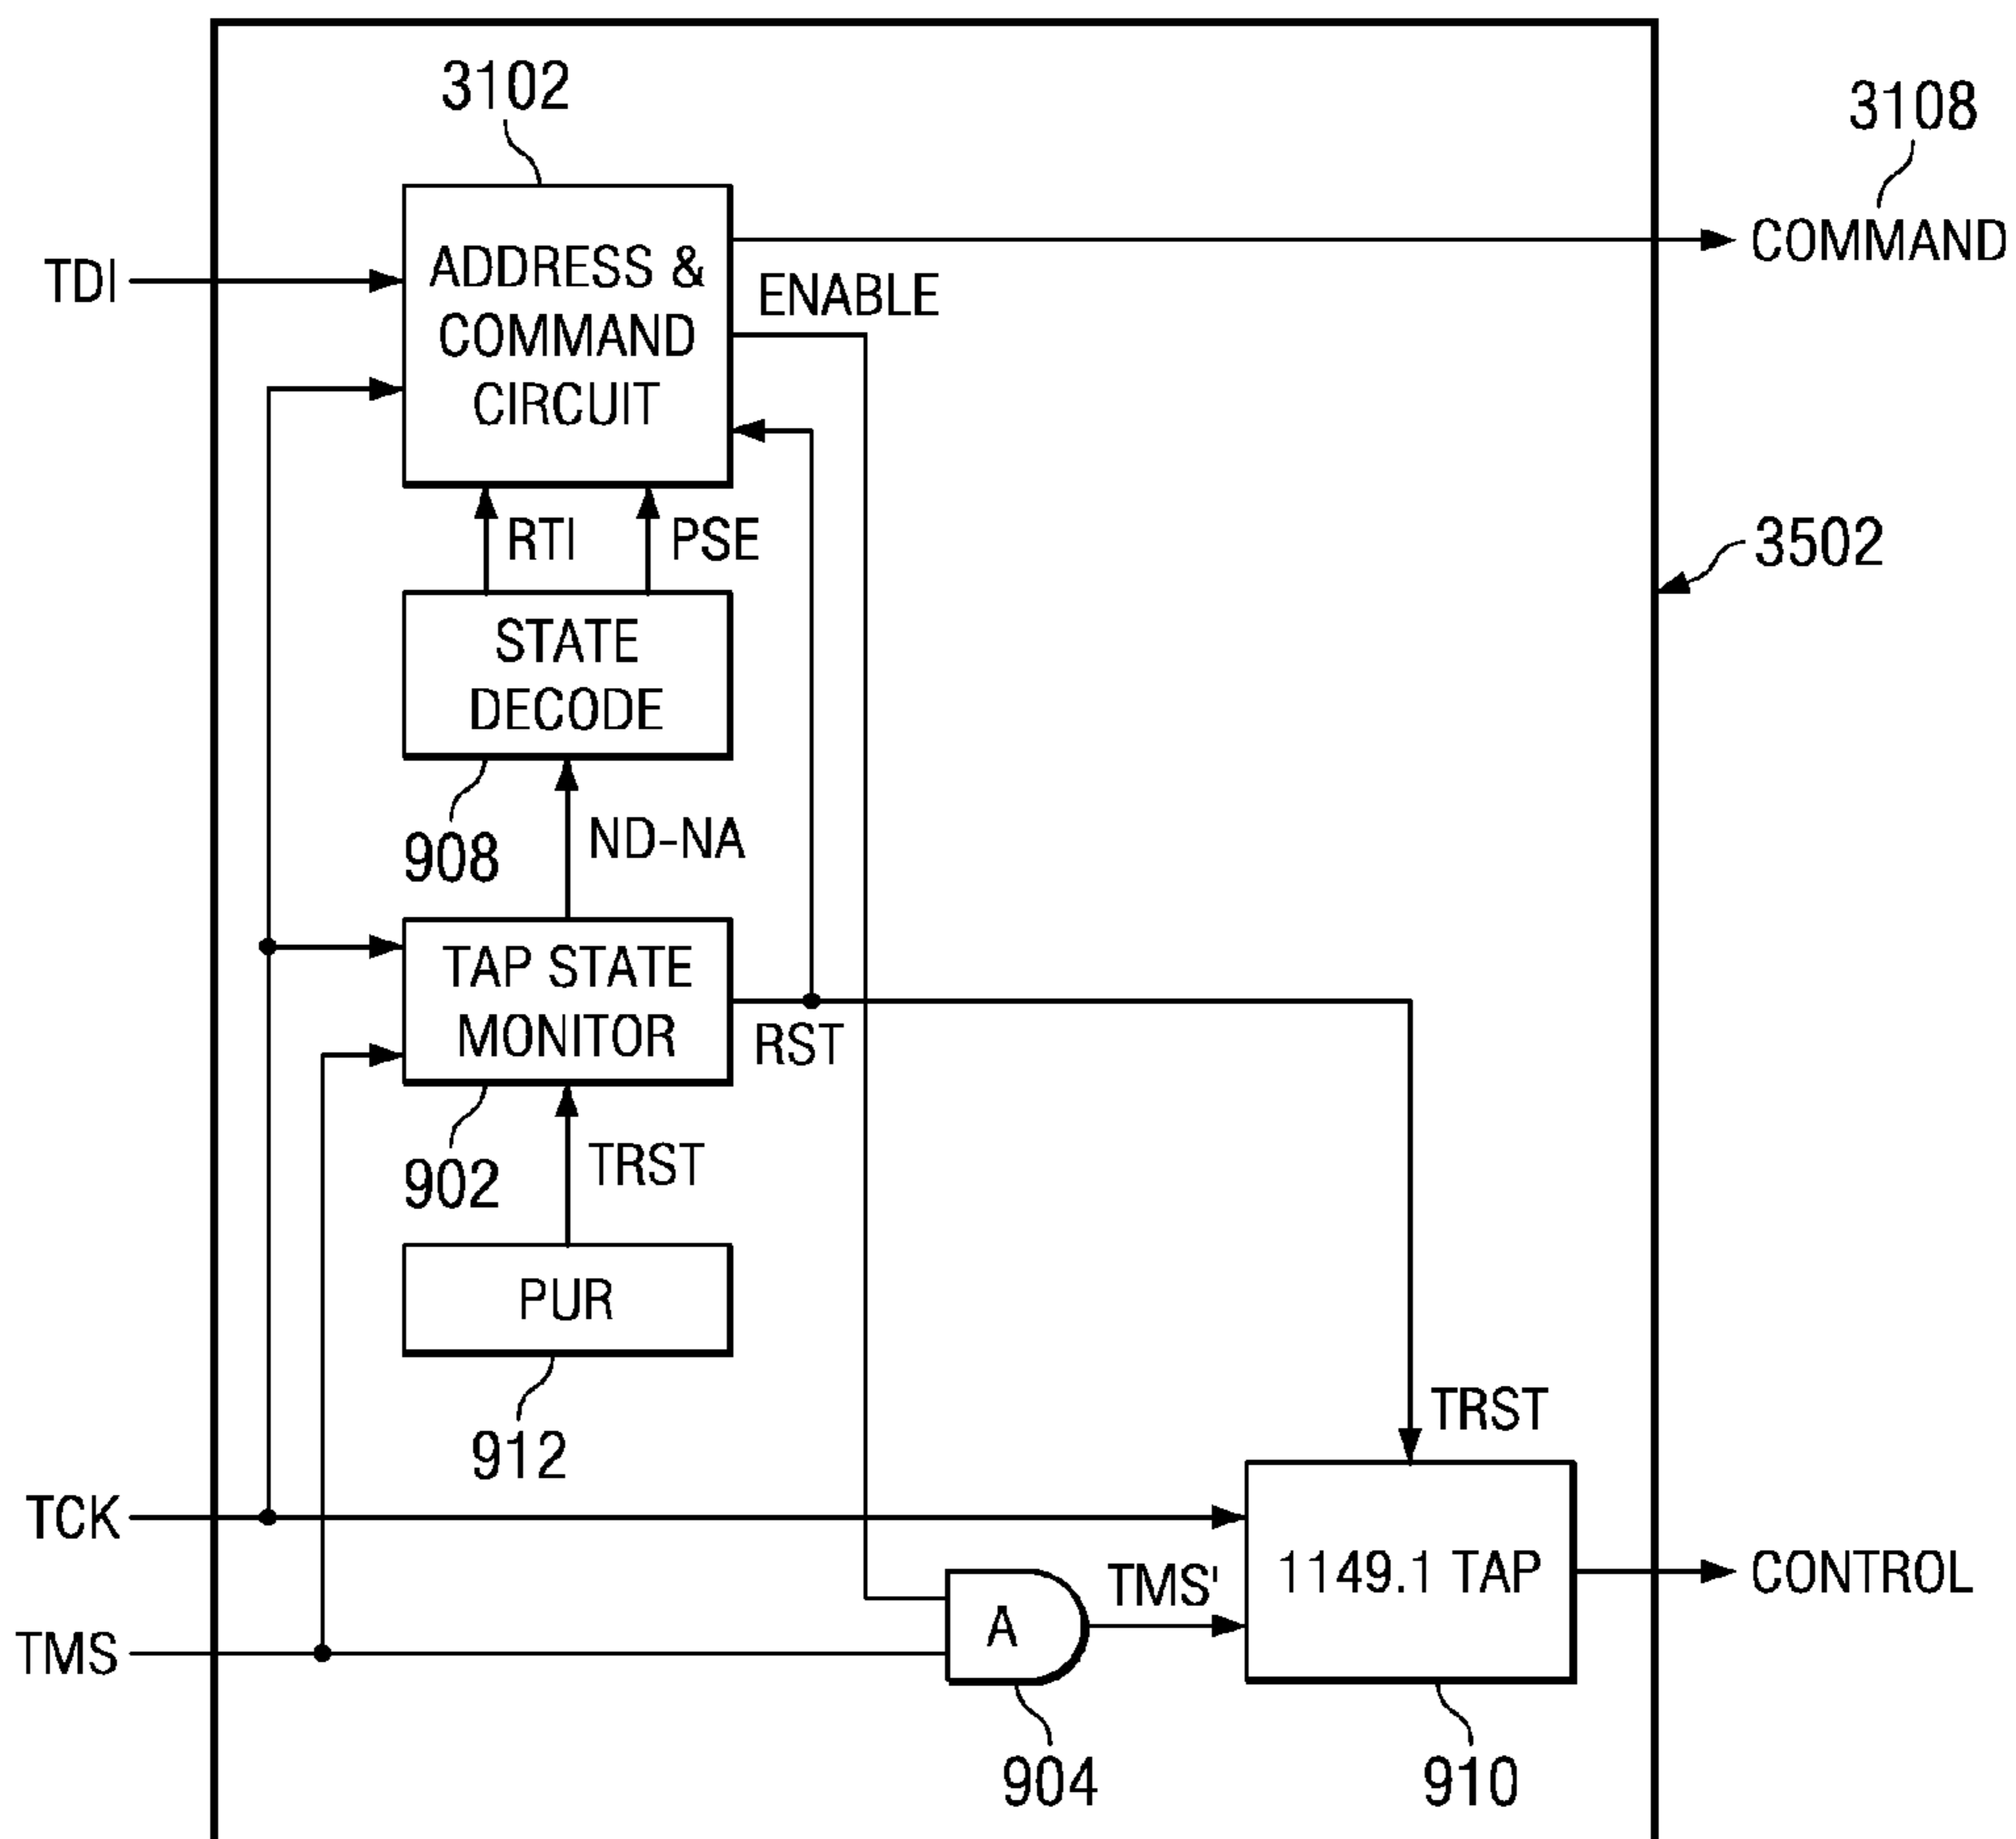 3102
3108
ADDRESS &
COMMAND
CIRCUIT
COMMAND
TDI
ENABLE
RTI
PSE
3502
STATE
DECODE
908
ND-NA
TAP STATE
MONITOR
RST
902
TRST
PUR
912
TRST
TCK
1149.1 TAP
CONTROL
TMS'
A
TMS
904
910